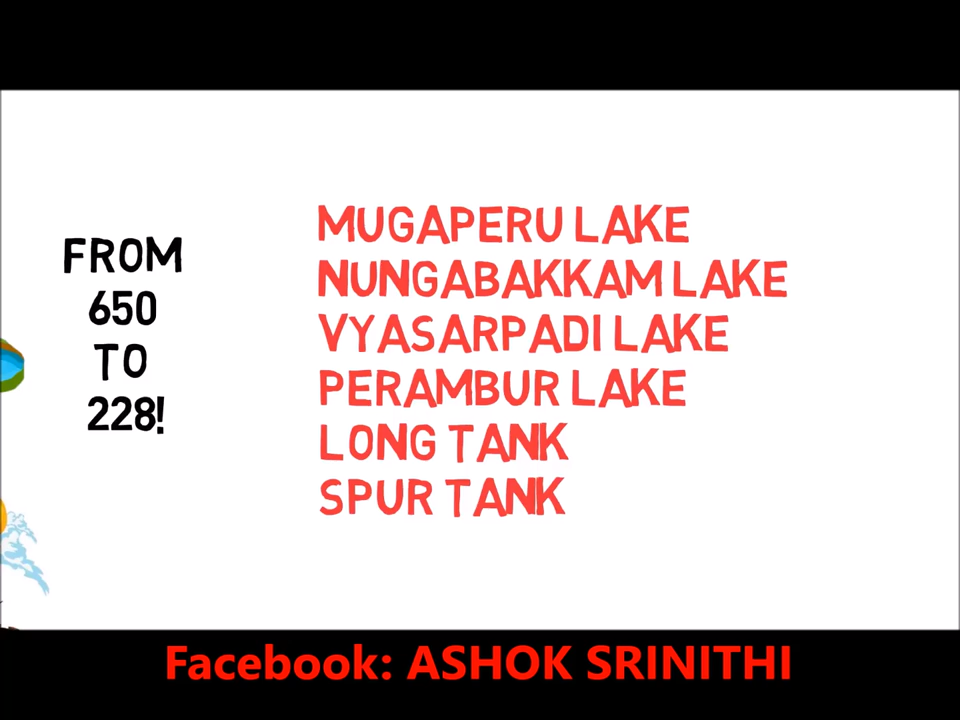 FROM
650
TO
228!
MUGAPERU LAKE
NUNGABAKKAM LAKE
VYASARPADI LAKE
PERAMBUR LAKE
LONG TANK
SPUR TANK
Facebook: ASHOK SRINITHI